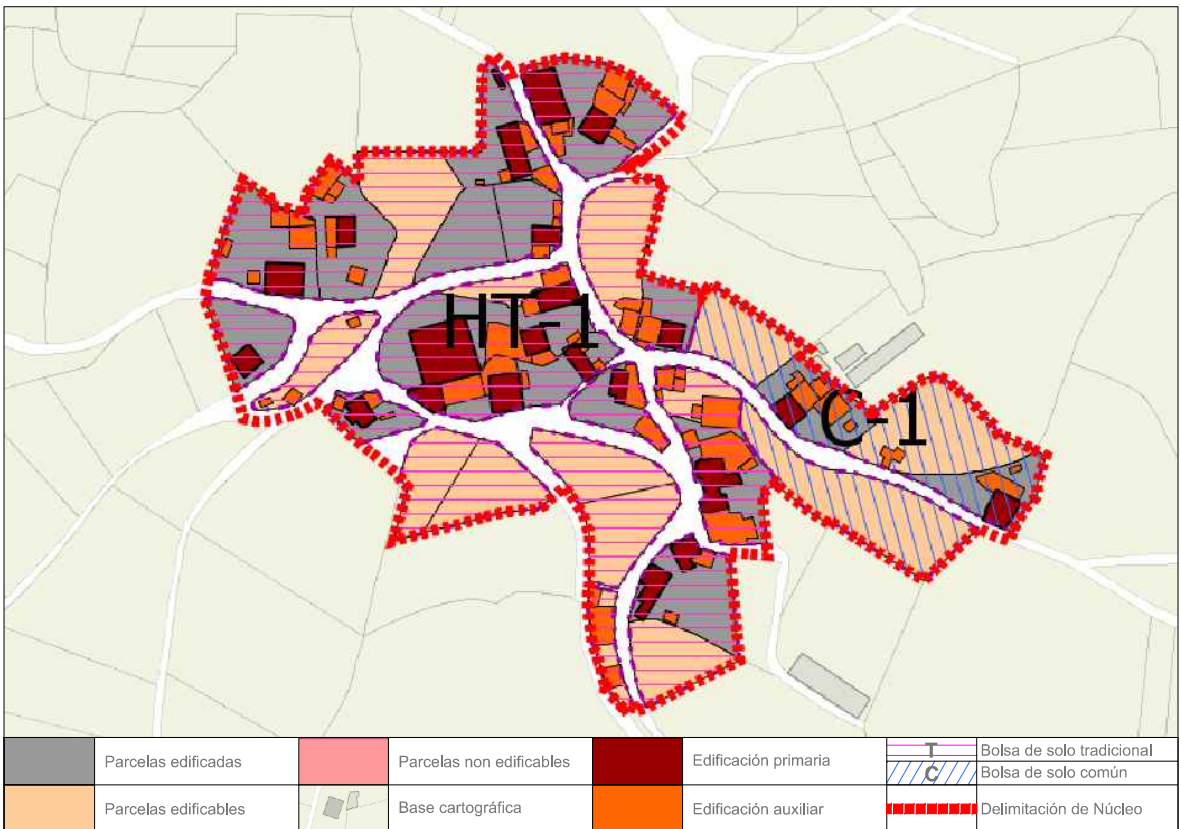 HT-1
C-1
Parcelas edificadas
Parcelas non edificables
Edificación primaria
T
Bolsa de solo tradicional
C
Bolsa de solo común
Parcelas edificables
Base cartográfica
Edificación auxiliar
Delimitación de Núcleo